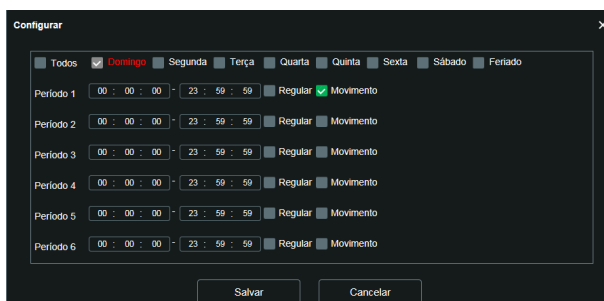 Configurar
Todos Domingo Segunda Terça Quarta Quinta Sexta Sábado Feriado
Período 1 00 : 00 : 00 - 23 : 59 : 59 Regular Movimento
Período 2 00 : 00 : 00 - 23 : 59 : 59 Regular Movimento
Período 3 00 : 00 : 00 - 23 : 59 : 59 Regular Movimento
Período 4 00 : 00 : 00 - 23 : 59 : 59 Regular Movimento
Período 5 00 : 00 : 00 - 23 : 59 : 59 Regular Movimento
Período 6 00 : 00 : 00 - 23 : 59 : 59 Regular Movimento
Salvar Cancelar